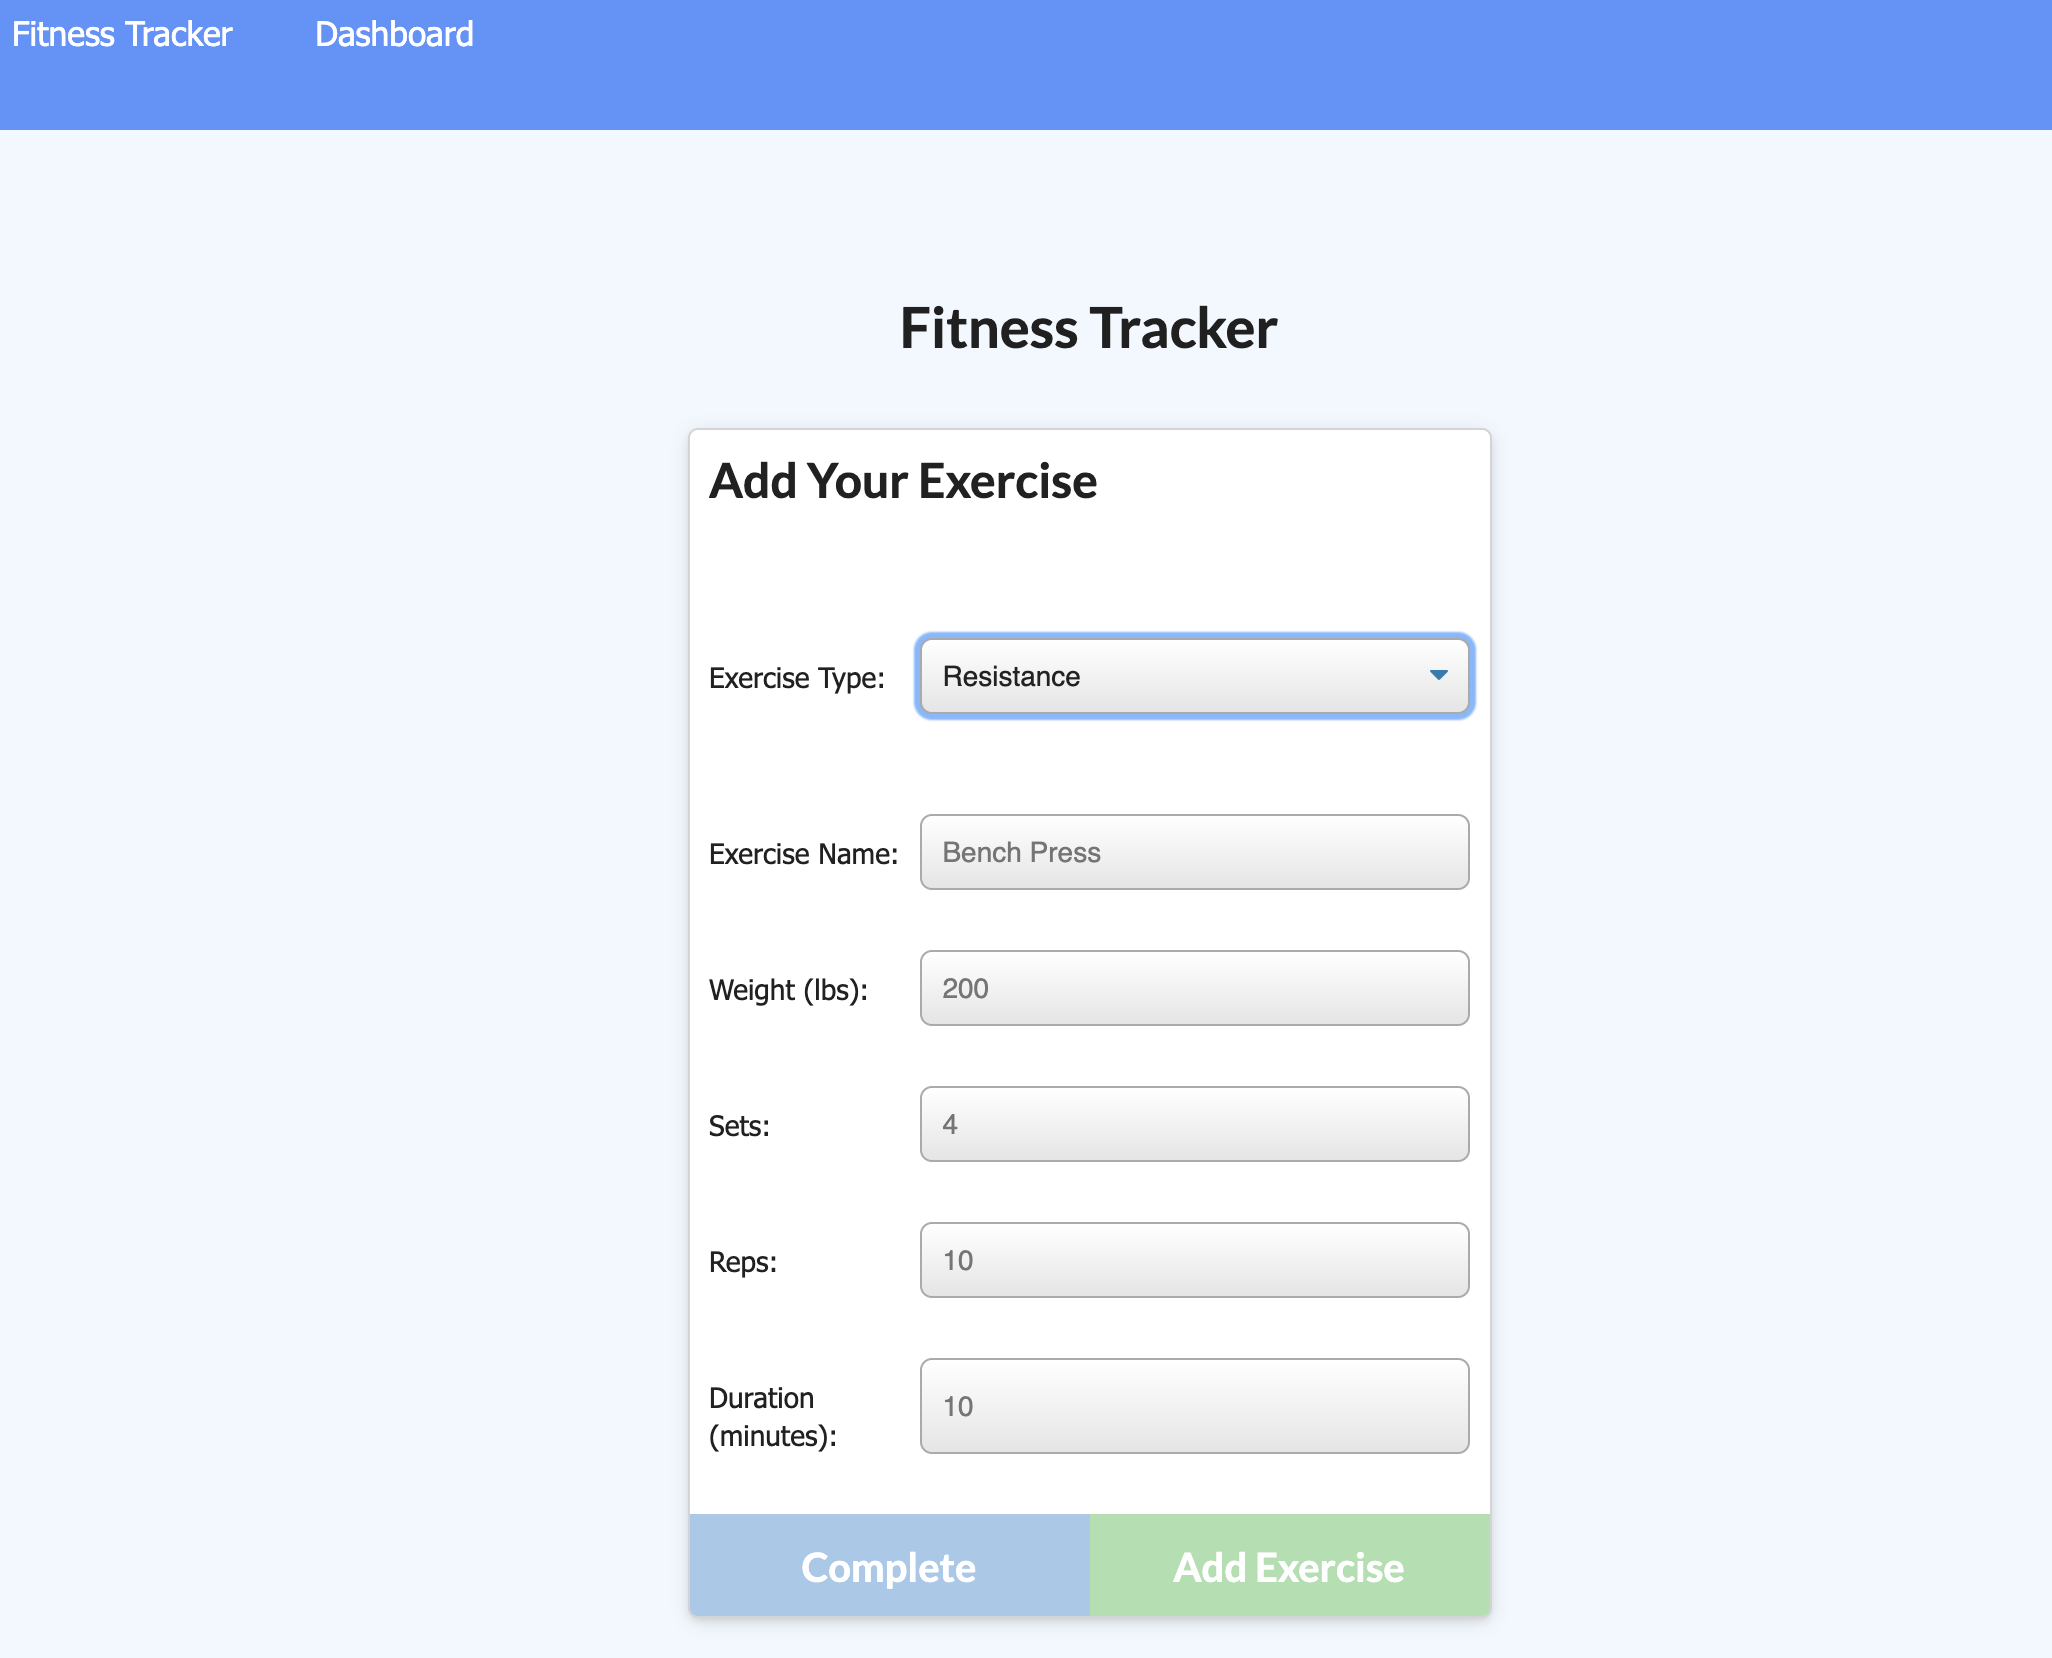 Fitness Tracker Dashboard
Fitness Tracker
Add Your Exercise
Exercise Type: Resistance
Exercise Name: Bench Press
Weight (lbs): 200
Sets: 4
Reps: 10
Duration (minutes): 10
Complete Add Exercise